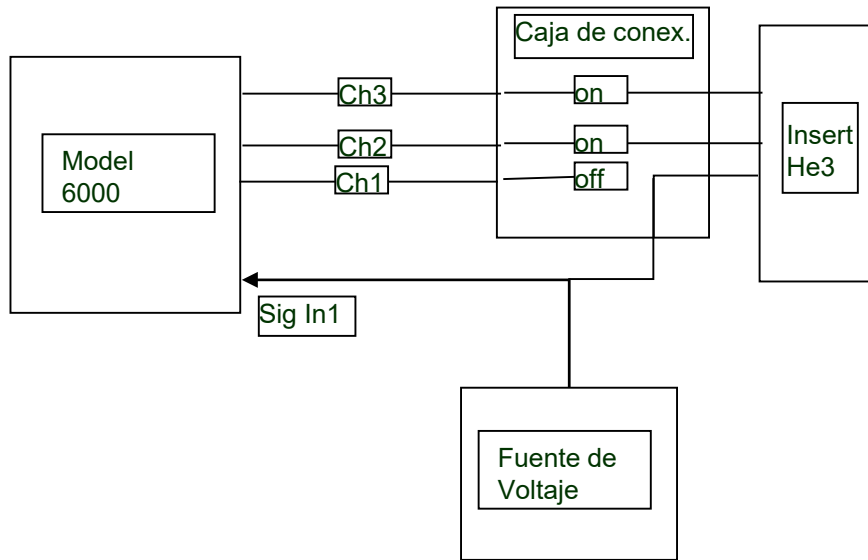 Caja de conex.
Ch3
on
Model
6000
Ch2
on
Insert
He3
Ch1
off
Sig In1
Fuente de
Voltaje